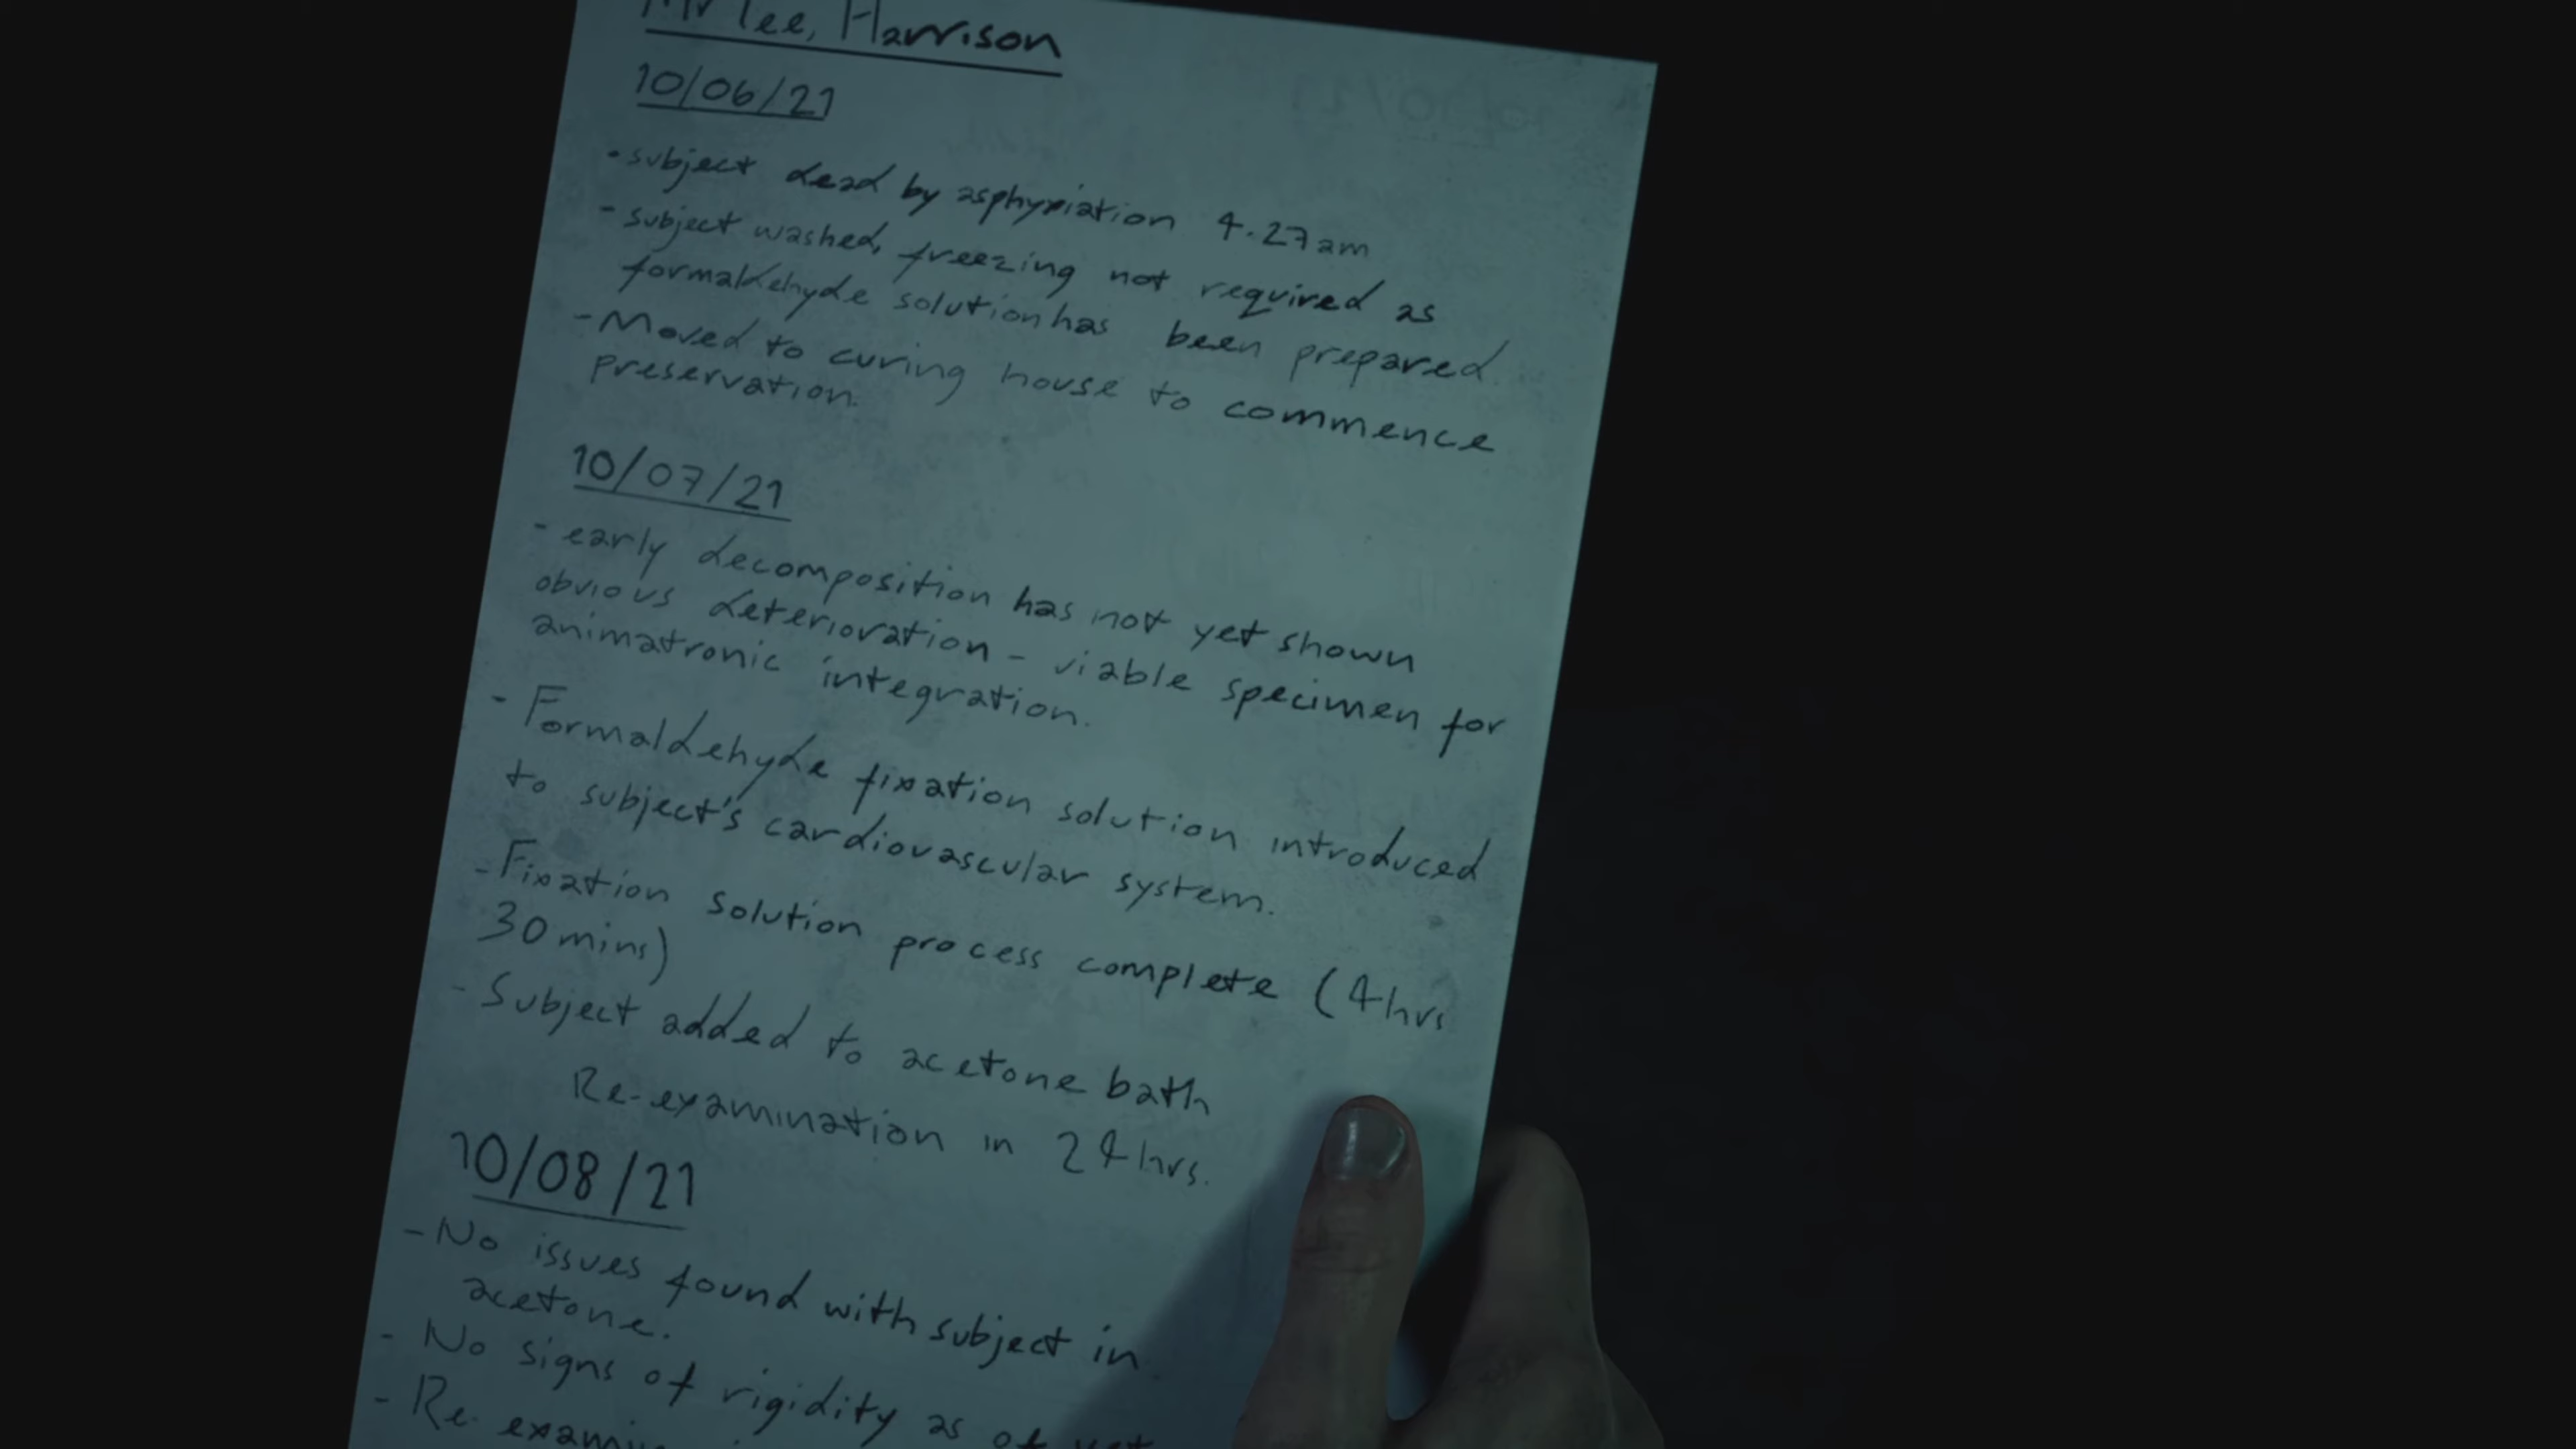 Mr Lee, Harrison
10/06/21
- subject dead by asphyxiation 4.27am
- subject washed, freezing not required as
formaldehyde solution has been prepared.
- Moved to curing house to commence
preservation.
10/07/21
- early decomposition has not yet shown
obvious deterioration - viable specimen for
animatronic integration.
- Formaldehyde fixation solution introduced
to subject's cardiovascular system.
- Fixation solution process complete (4hrs
30 mins)
- Subject added to acetone bath
Re-examination in 24hrs.
10/08/21
- No issues found with subject in
acetone.
- No signs of rigidity as of yet
- Re-